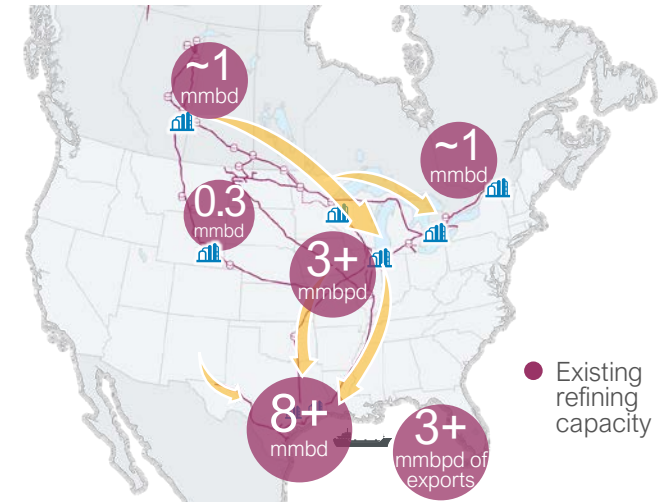 ~1
mmbd
~1
mmbd
0.3
mmbd
3+
mmbpd
8+
mmbd
3+
mmbpd of
exports
Existing
refining
capacity